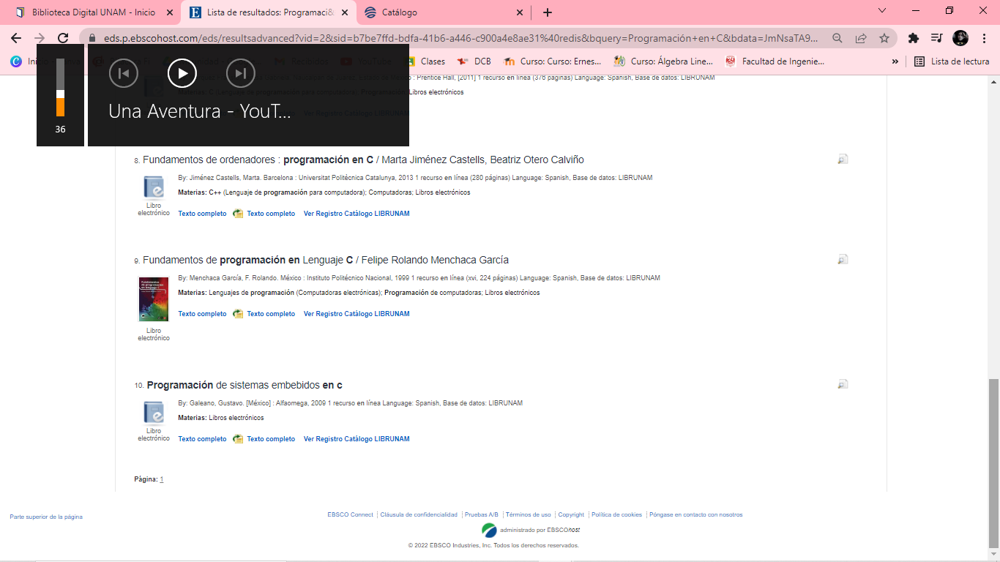 Biblioteca Digital UNAM - Inicio
Lista de resultados: Programaci&
Catálogo
eds.p.ebscohost.com/eds/resultsadvanced?vid=2&sid=b7be7ffd-bdfa-41b6-a446-c900a4e8ae31%40redis&bquery=Programación+en+C&bdata=JmNsaTA9...
Recibidos
YouTube
Clases
DCB
Curso: Curso: Ernes...
Curso: Álgebra Line...
Facultad de Ingenie...
»
Lista de lectura
: Prentice Hall, [2011] 1 recurso en línea (376 páginas) Language: Spanish, Base de datos: LIBRUNAM
Materias: C (Lenguaje de programación para computadora); Programación; Libros electrónicos
Ver Registro Catálogo LIBRUNAM
Una Aventura - YouT...
36
8. Fundamentos de ordenadores : programación en C / Marta Jiménez Castells, Beatriz Otero Calviño
By: Jiménez Castells, Marta. Barcelona : Universitat Politècnica Catalunya, 2013 1 recurso en línea (280 páginas) Language: Spanish, Base de datos: LIBRUNAM
Materias: C++ (Lenguaje de programación para computadora); Computadoras; Libros electrónicos
Libro
electrónico
Texto completo Texto completo Ver Registro Catálogo LIBRUNAM
9. Fundamentos de programación en Lenguaje C / Felipe Rolando Menchaca García
By: Menchaca García, F. Rolando. México : Instituto Politécnico Nacional, 1999 1 recurso en línea (xvi, 224 páginas) Language: Spanish, Base de datos: LIBRUNAM
Materias: Lenguajes de programación (Computadoras electrónicas); Programación de computadoras; Libros electrónicos
Texto completo Texto completo Ver Registro Catálogo LIBRUNAM
Libro
electrónico
10. Programación de sistemas embebidos en c
By: Galeano, Gustavo. [México] : Alfaomega, 2009 1 recurso en línea Language: Spanish, Base de datos: LIBRUNAM
Materias: Libros electrónicos
Libro
electrónico
Texto completo Texto completo Ver Registro Catálogo LIBRUNAM
Página: 1
Parte superior de la página
EBSCO Connect Cláusula de confidencialidad Pruebas A/B Términos de uso Copyright Política de cookies Póngase en contacto con nosotros
administrado por EBSCOhost
© 2022 EBSCO Industries, Inc. Todos los derechos reservados.